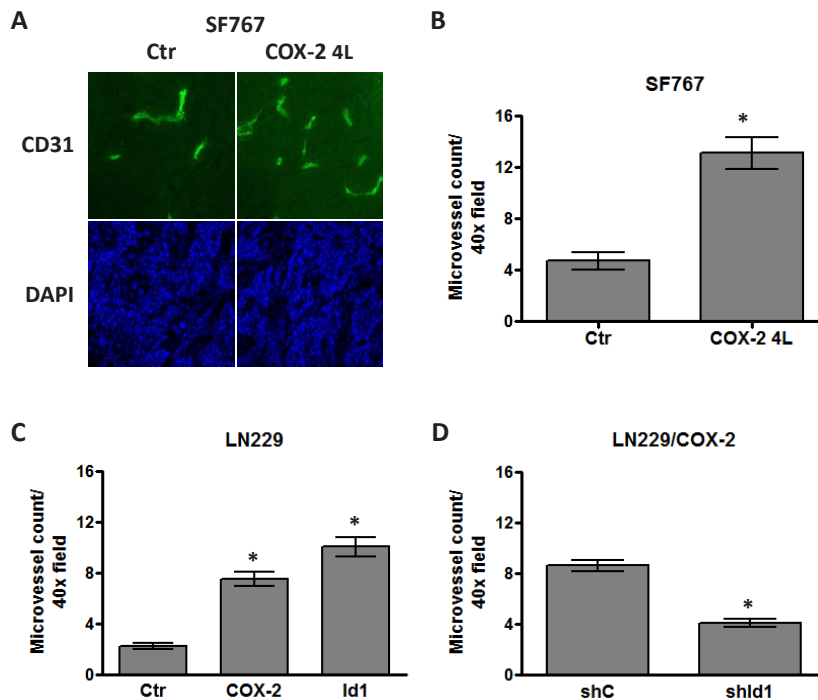 A
SF767
Ctr COX-2 4L
CD31
DAPI
B
SF767
Microvessel count/
40x field
16
12
8
4
0
Ctr COX-2 4L
*
C
LN229
Microvessel count/
40x field
16
12
8
4
0
Ctr COX-2 Id1
* *
D
LN229/COX-2
Microvessel count/
40x field
16
12
8
4
0
shC shId1
*